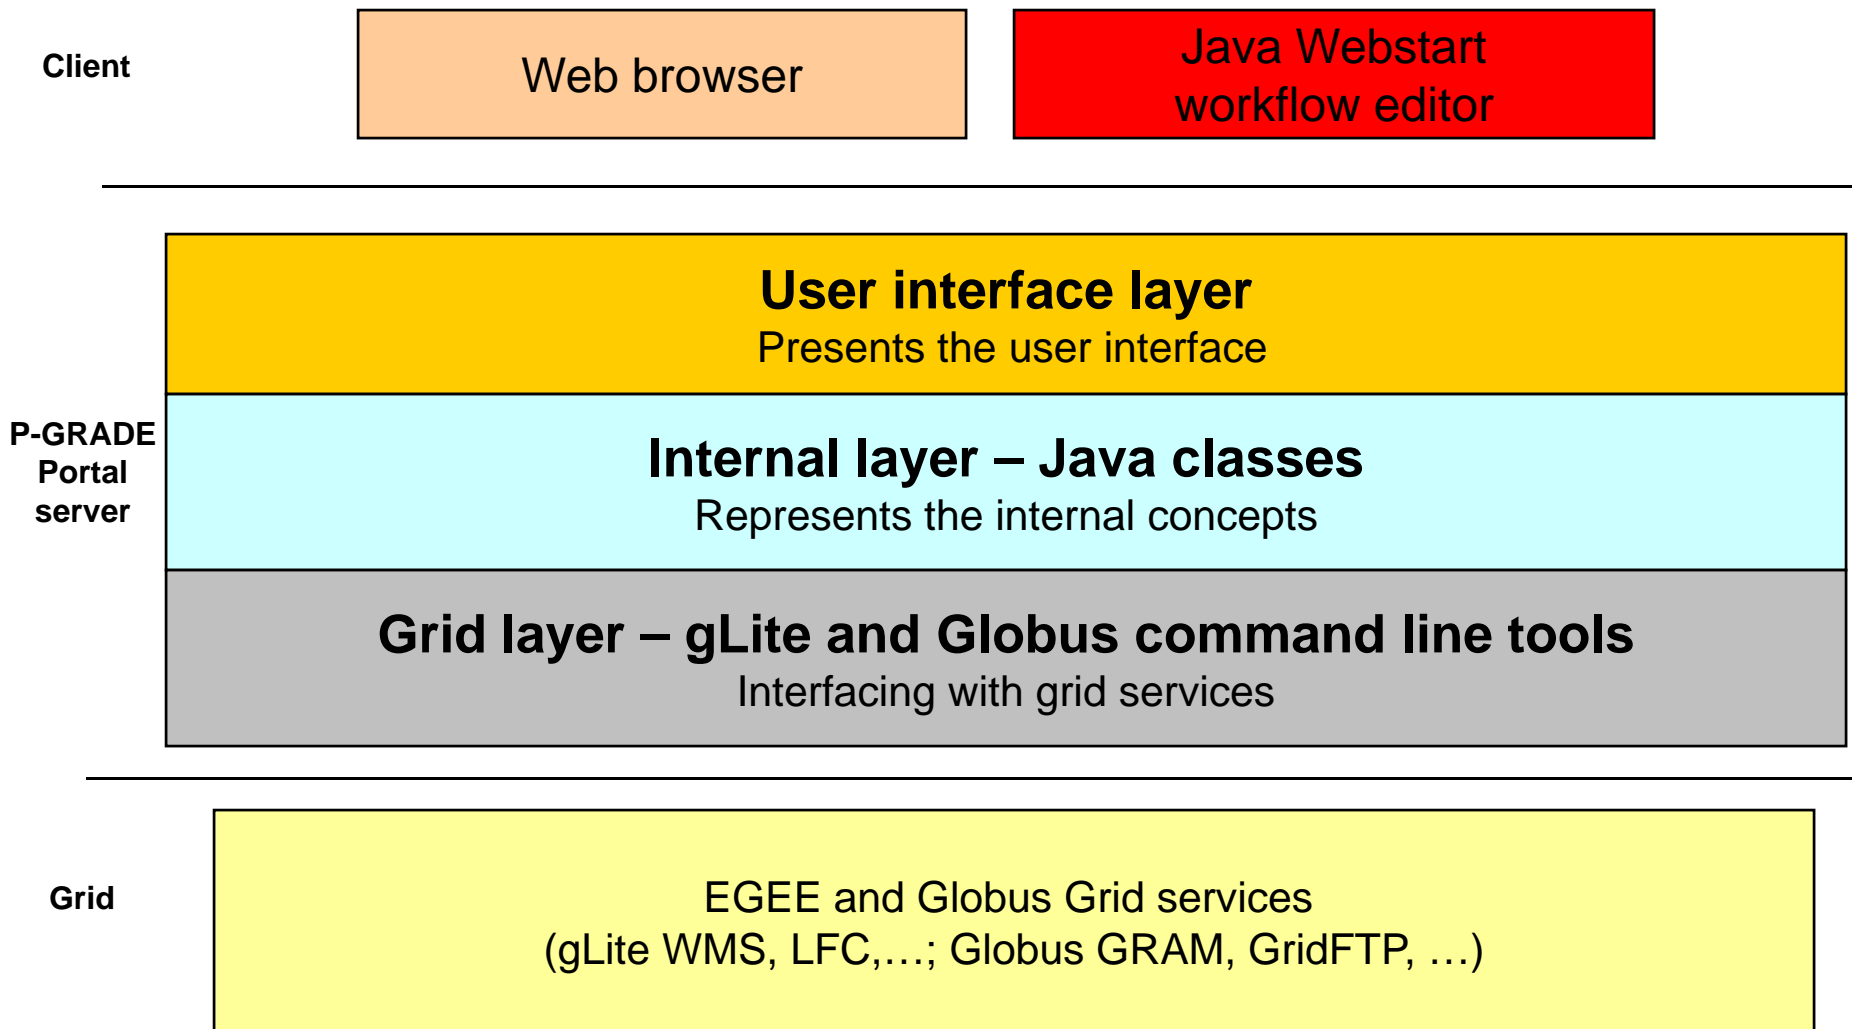 Client
Web browser
Java Webstart
workflow editor
User interface layer
Presents the user interface
P-GRADE
Portal
server
Internal layer – Java classes
Represents the internal concepts
Grid layer – gLite and Globus command line tools
Interfacing with grid services
Grid
EGEE and Globus Grid services
(gLite WMS, LFC,…; Globus GRAM, GridFTP, …)